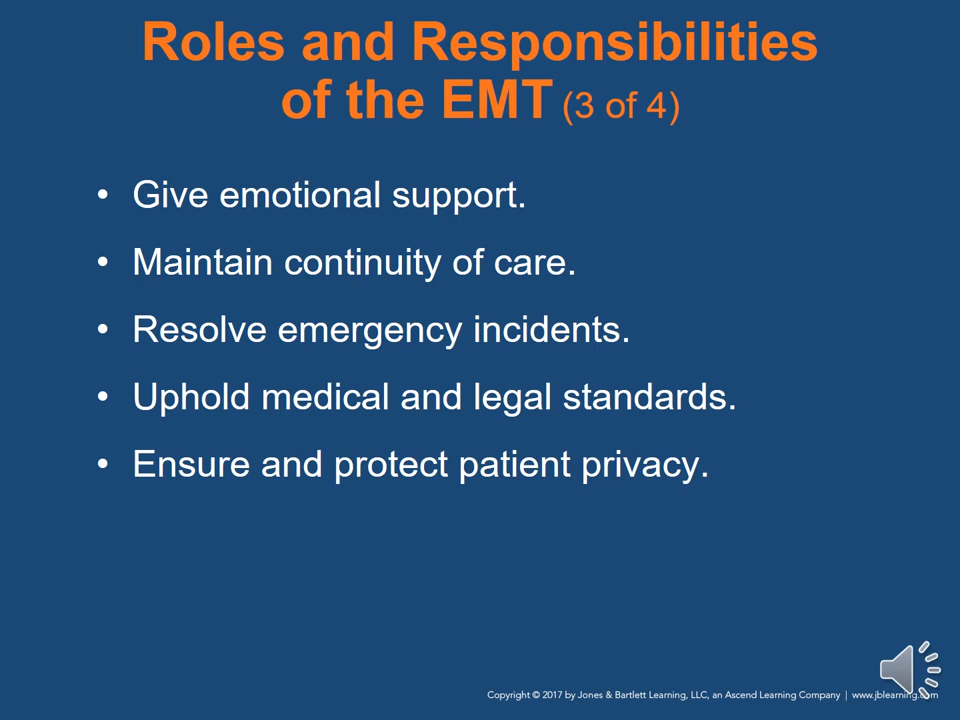 Roles and Responsibilities
of the EMT (3 of 4)
• Give emotional support.
• Maintain continuity of care.
• Resolve emergency incidents.
• Uphold medical and legal standards.
• Ensure and protect patient privacy.
Copyright © 2017 by Jones & Bartlett Learning, LLC, an Ascend Learning Company | www.jblearning.com